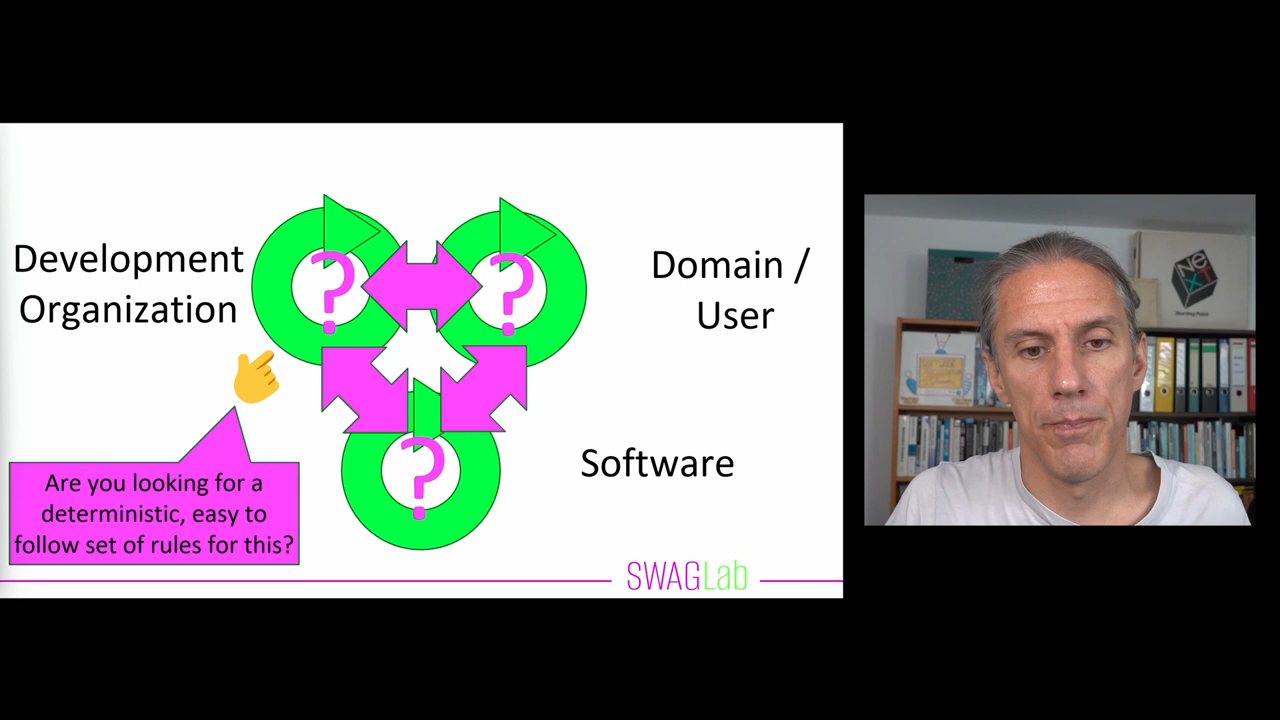 Development
Organization
?
?
Domain /
User
?
Software
Are you looking for a
deterministic, easy to
follow set of rules for this?
SWAGLab
NeXT